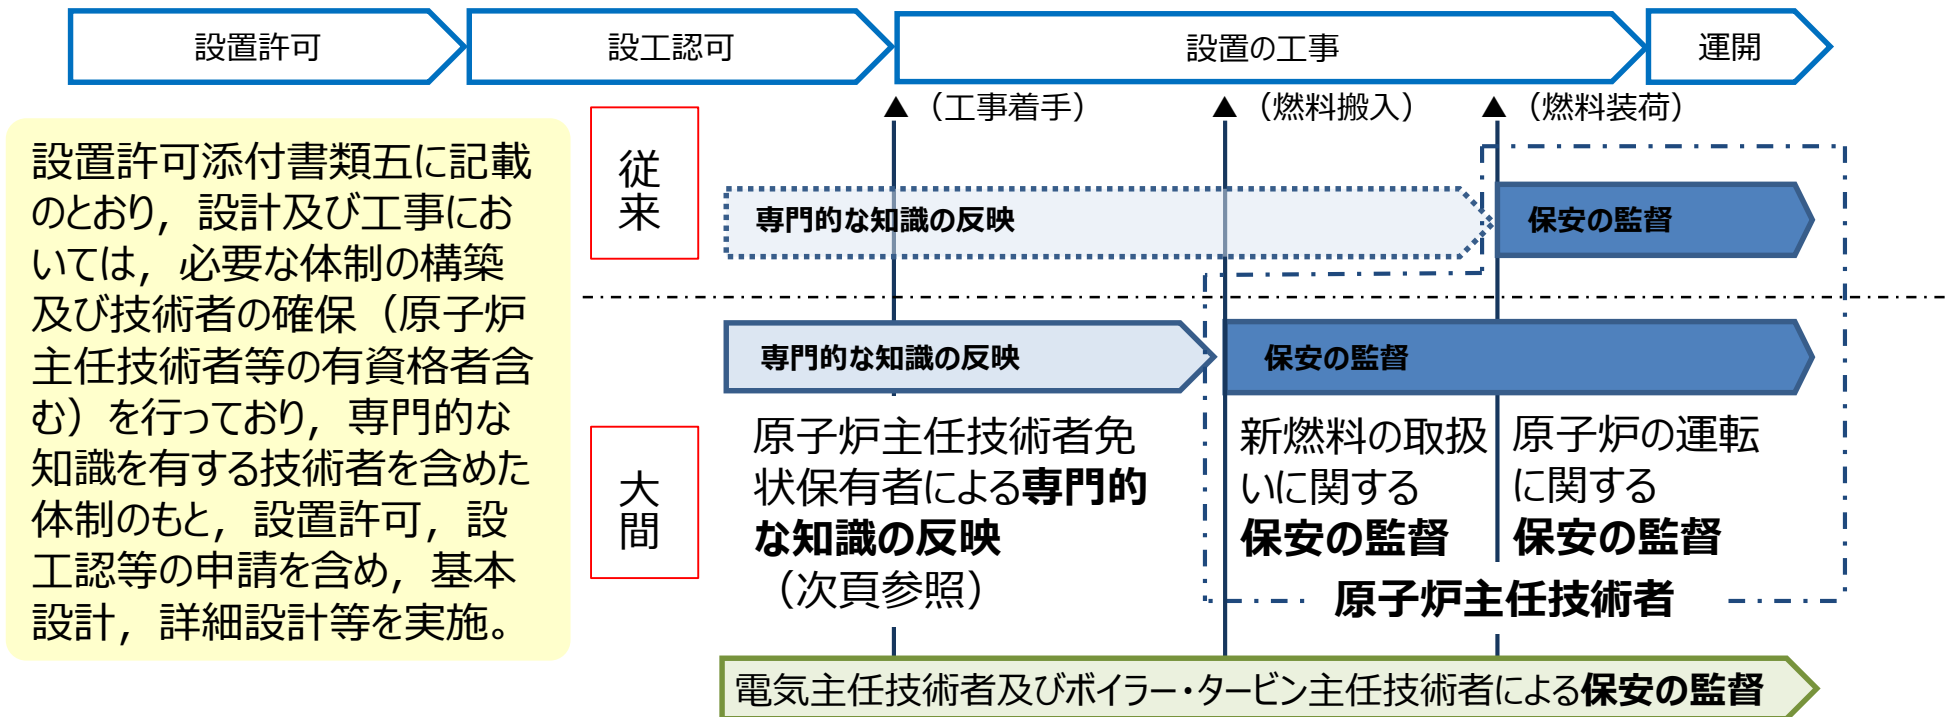 設置許可
設工認可
設置の工事
運開
▲（工事着手）
▲（燃料搬入）
▲（燃料装荷）
設置許可添付書類五に記載
のとおり，設計及び工事にお
いては，必要な体制の構築
及び技術者の確保（原子炉
主任技術者等の有資格者含
む）を行っており，専門的な
知識を有する技術者を含めた
体制のもと，設置許可，設
工認等の申請を含め，基本
設計，詳細設計等を実施。
従来
専門的な知識の反映
保安の監督
大間
専門的な知識の反映
保安の監督
原子炉主任技術者免
状保有者による専門的
な知識の反映
（次頁参照）
新燃料の取扱
いに関する
保安の監督
原子炉の運転
に関する
保安の監督
原子炉主任技術者
電気主任技術者及びボイラー・タービン主任技術者による保安の監督